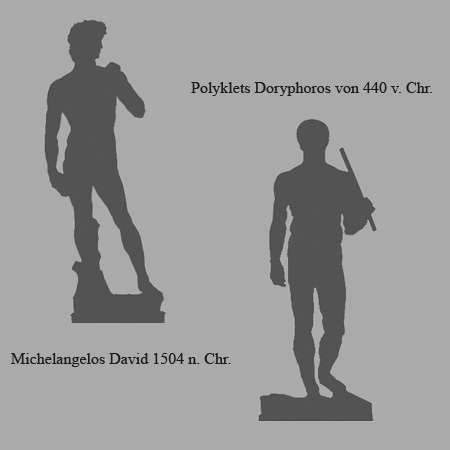 Polyklets Doryphoros von 440 v. Chr.
Michelangelos David 1504 n. Chr.